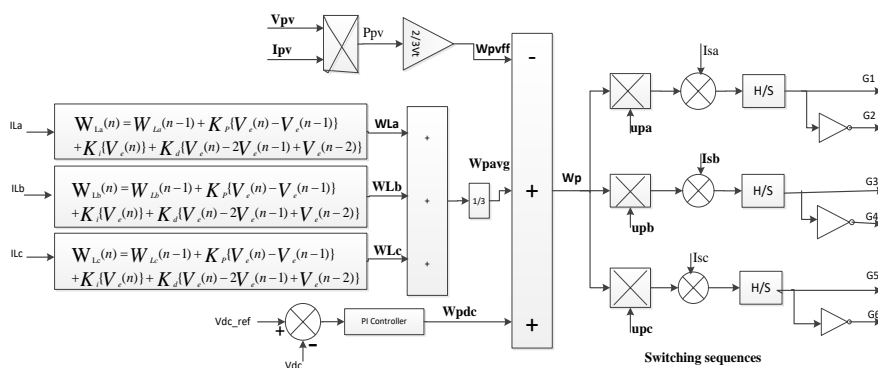 Vpv
Ipv
Ppv
2/3Vt
Wpvff
-
ILa
W_La(n) = W_La(n−1) + K_P{V_e(n) − V_e(n−1)}
+ K_i{V_e(n)} + K_d{V_e(n) − 2V_e(n−1) + V_e(n−2)}
WLa
+
ILb
W_Lb(n) = W_Lb(n−1) + K_P{V_e(n) − V_e(n−1)}
+ K_i{V_e(n)} + K_d{V_e(n) − 2V_e(n−1) + V_e(n−2)}
WLb
+
ILc
W_Lc(n) = W_Lc(n−1) + K_P{V_e(n) − V_e(n−1)}
+ K_i{V_e(n)} + K_d{V_e(n) − 2V_e(n−1) + V_e(n−2)}
WLc
+
1/3
Wpavg
+
Vdc_ref
+
−
Vdc
PI Controller
Wpdc
+
Wp
upa
Isa
H/S
G1
G2
upb
Isb
H/S
G3
G4
upc
Isc
H/S
G5
G6
Switching sequences